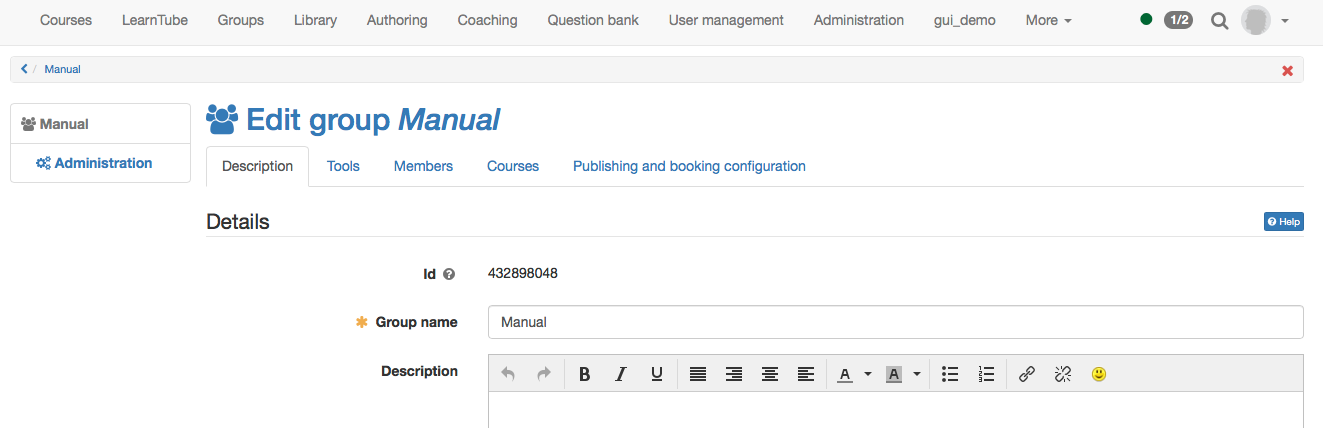 Courses LearnTube Groups Library Authoring Coaching Question bank User management Administration gui_demo More 1/2
/ Manual
Manual
Administration
Edit group Manual
Description Tools Members Courses Publishing and booking configuration
Details
Help
Id 432898048
Group name Manual
Description
B I U A A